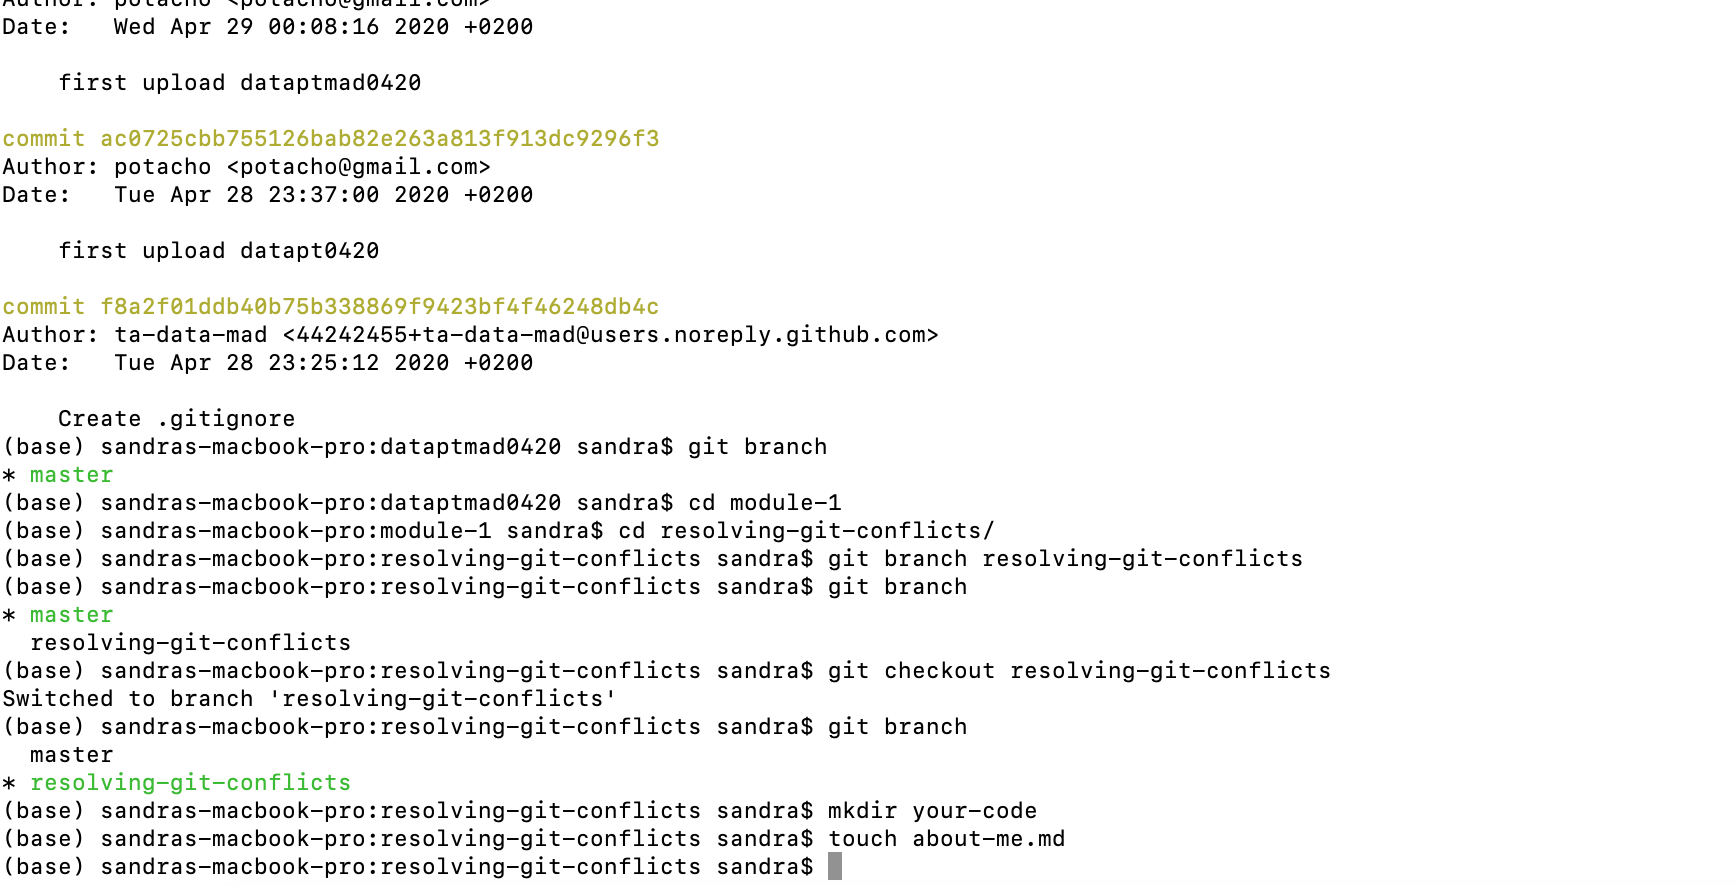 Author: potacho <potacho@gmail.com>
Date:   Wed Apr 29 00:08:16 2020 +0200
    first upload dataptmad0420
commit ac0725cbb755126bab82e263a813f913dc9296f3
Author: potacho <potacho@gmail.com>
Date:   Tue Apr 28 23:37:00 2020 +0200
    first upload datapt0420
commit f8a2f01ddb40b75b338869f9423bf4f46248db4c
Author: ta-data-mad <44242455+ta-data-mad@users.noreply.github.com>
Date:   Tue Apr 28 23:25:12 2020 +0200
    Create .gitignore
(base) sandras-macbook-pro:dataptmad0420 sandra$ git branch
* master
(base) sandras-macbook-pro:dataptmad0420 sandra$ cd module-1
(base) sandras-macbook-pro:module-1 sandra$ cd resolving-git-conflicts/
(base) sandras-macbook-pro:resolving-git-conflicts sandra$ git branch resolving-git-conflicts
(base) sandras-macbook-pro:resolving-git-conflicts sandra$ git branch
* master
  resolving-git-conflicts
(base) sandras-macbook-pro:resolving-git-conflicts sandra$ git checkout resolving-git-conflicts
Switched to branch 'resolving-git-conflicts'
(base) sandras-macbook-pro:resolving-git-conflicts sandra$ git branch
  master
* resolving-git-conflicts
(base) sandras-macbook-pro:resolving-git-conflicts sandra$ mkdir your-code
(base) sandras-macbook-pro:resolving-git-conflicts sandra$ touch about-me.md
(base) sandras-macbook-pro:resolving-git-conflicts sandra$